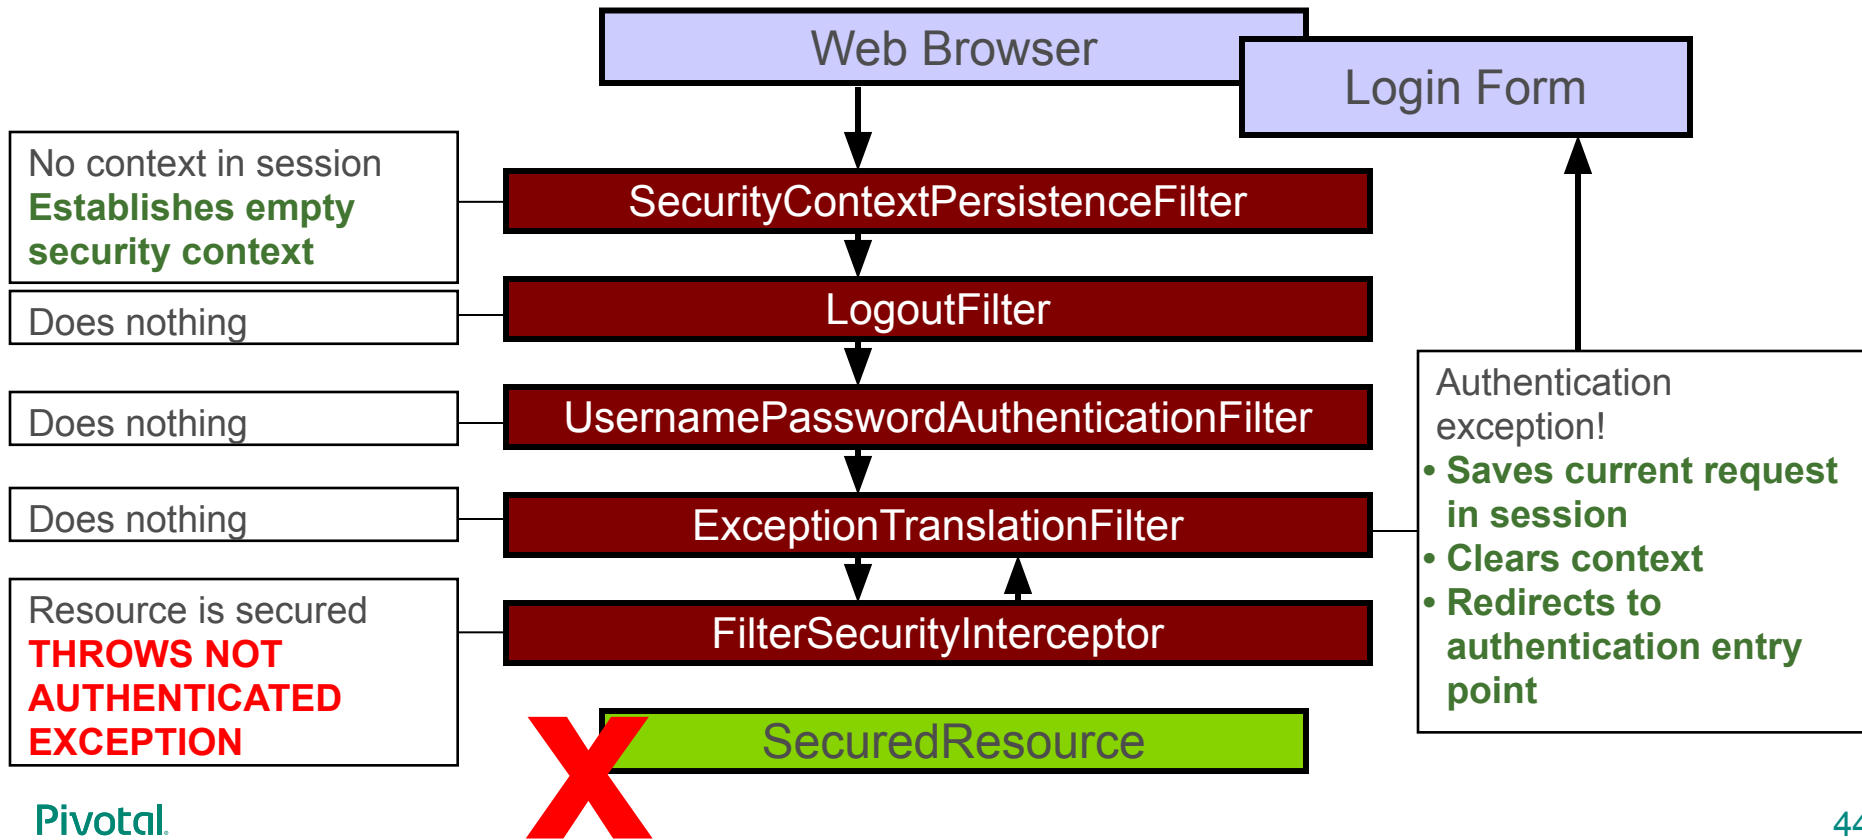 Web Browser
Login Form
No context in session
Establishes empty
security context
SecurityContextPersistenceFilter
Does nothing
LogoutFilter
Does nothing
UsernamePasswordAuthenticationFilter
Does nothing
ExceptionTranslationFilter
Authentication
exception!
• Saves current request
in session
• Clears context
• Redirects to
authentication entry
point
Resource is secured
THROWS NOT
AUTHENTICATED
EXCEPTION
FilterSecurityInterceptor
X
SecuredResource
Pivotal.
44